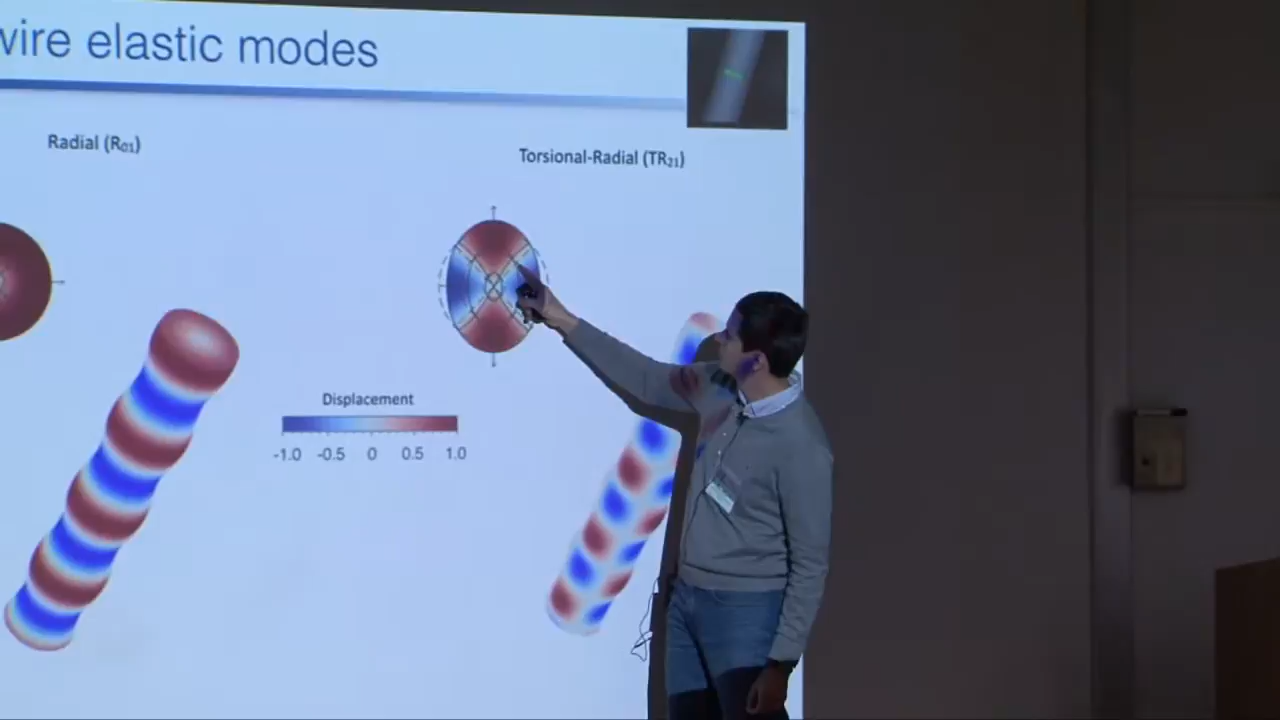 wire elastic modes
Radial (R01)
Torsional-Radial (TR21)
Displacement
-1.0 -0.5 0 0.5 1.0